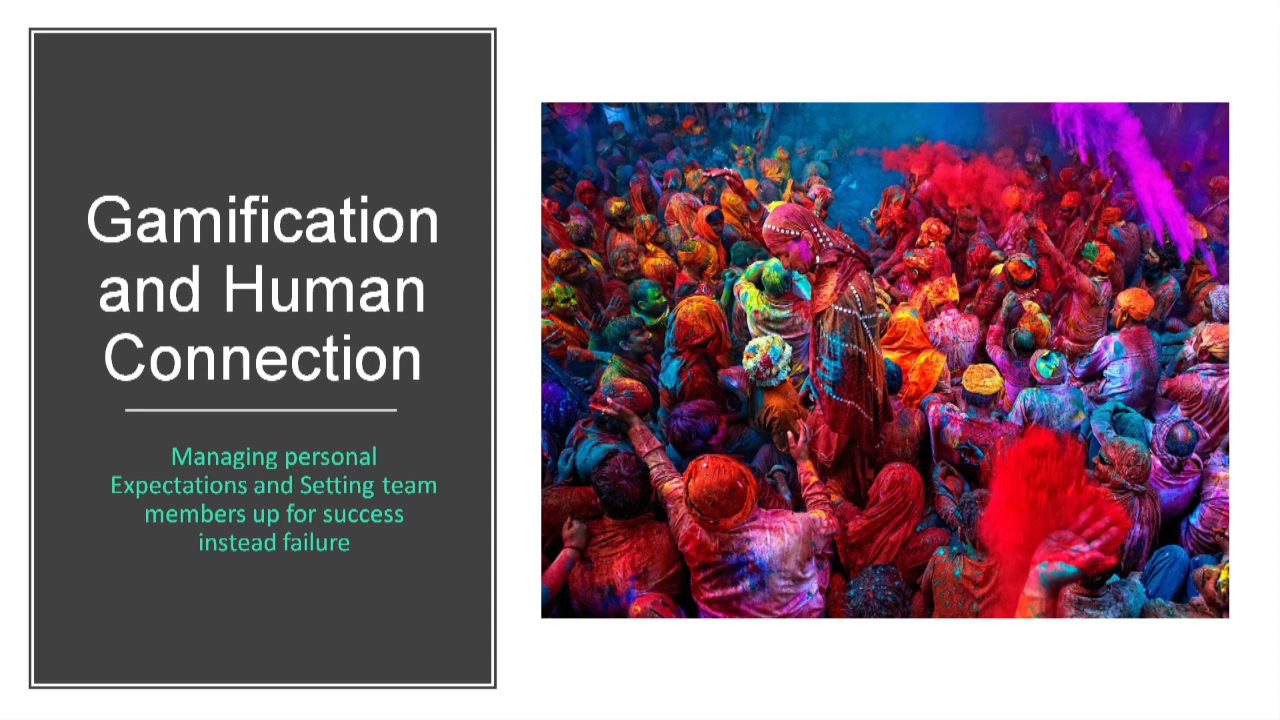 Gamification
and Human
Connection
Managing personal
Expectations and Setting team
members up for success
instead failure